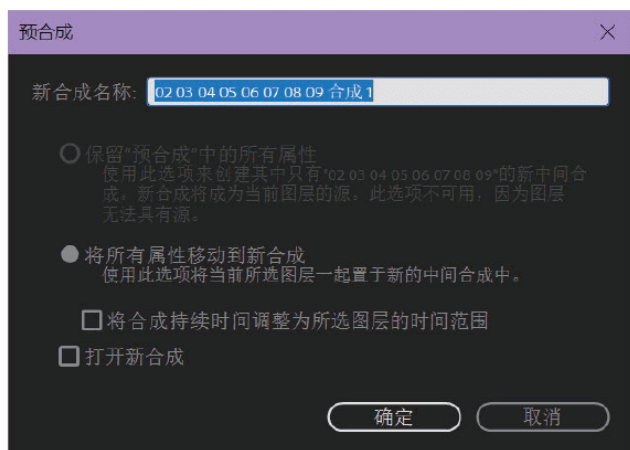 预合成
新合成名称: 02 03 04 05 06 07 08 09 合成 1
保留"预合成"中的所有属性
使用此选项来创建其中只有"02 03 04 05 06 07 08 09"的新中间合
成。新合成将成为当前图层的源。此选项不可用，因为图层
无法具有源。
将所有属性移动到新合成
使用此选项将当前所选图层一起置于新的中间合成中。
将合成持续时间调整为所选图层的时间范围
打开新合成
确定 取消